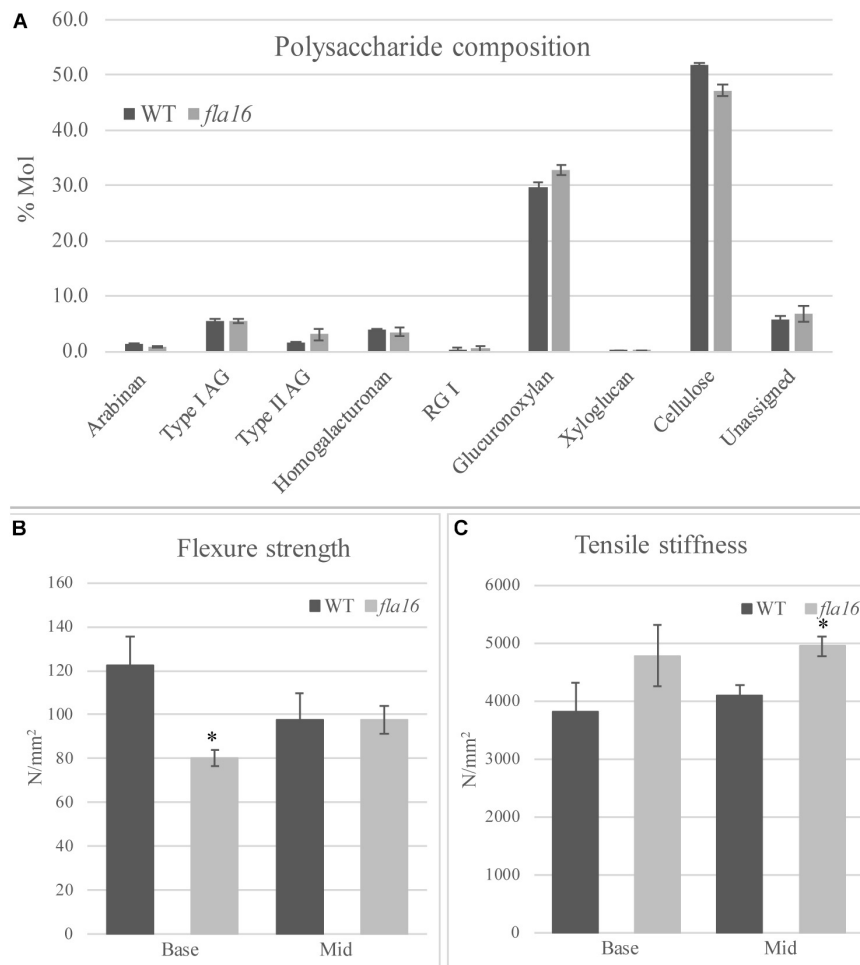 A
Polysaccharide composition
WT fla16
% Mol
60.0
50.0
40.0
30.0
20.0
10.0
0.0
Arabinan
Type I AG
Type II AG
Homogalacturonan
RG I
Glucuronoxylan
Xyloglucan
Cellulose
Unassigned
B
Flexure strength
WT fla16
N/mm²
160
140
120
100
80
60
40
20
0
*
Base Mid
C
Tensile stiffness
WT fla16
N/mm²
6000
5000
4000
3000
2000
1000
0
*
Base Mid